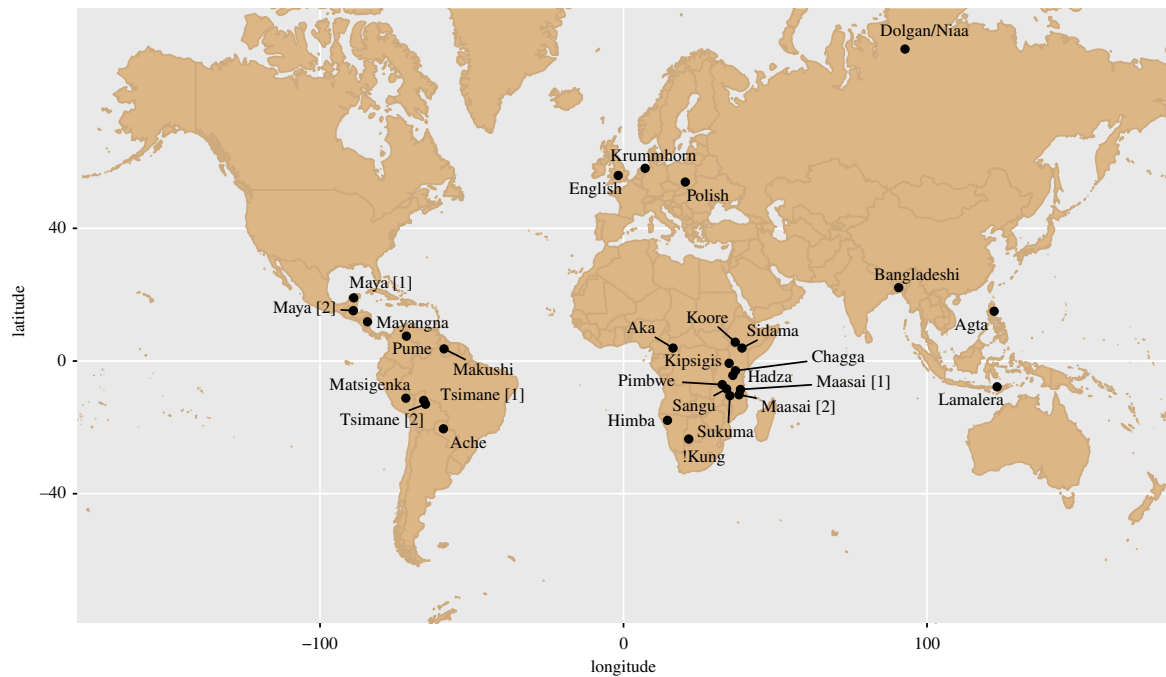 Dolgan/Niaa
Krummhorn
English
Polish
40
Bangladeshi
Maya [1]
Maya [2]
Mayangna
Agta
Koore
Sidama
Aka
Pume
Makushi
Kipsigis
Chagga
0
Hadza
Matsigenka
Tsimane [1]
Pimbwe
Maasai [1]
Lamalera
Tsimane [2]
Sangu
Maasai [2]
Himba
Sukuma
Ache
!Kung
−40
−100
0
100
longitude
latitude